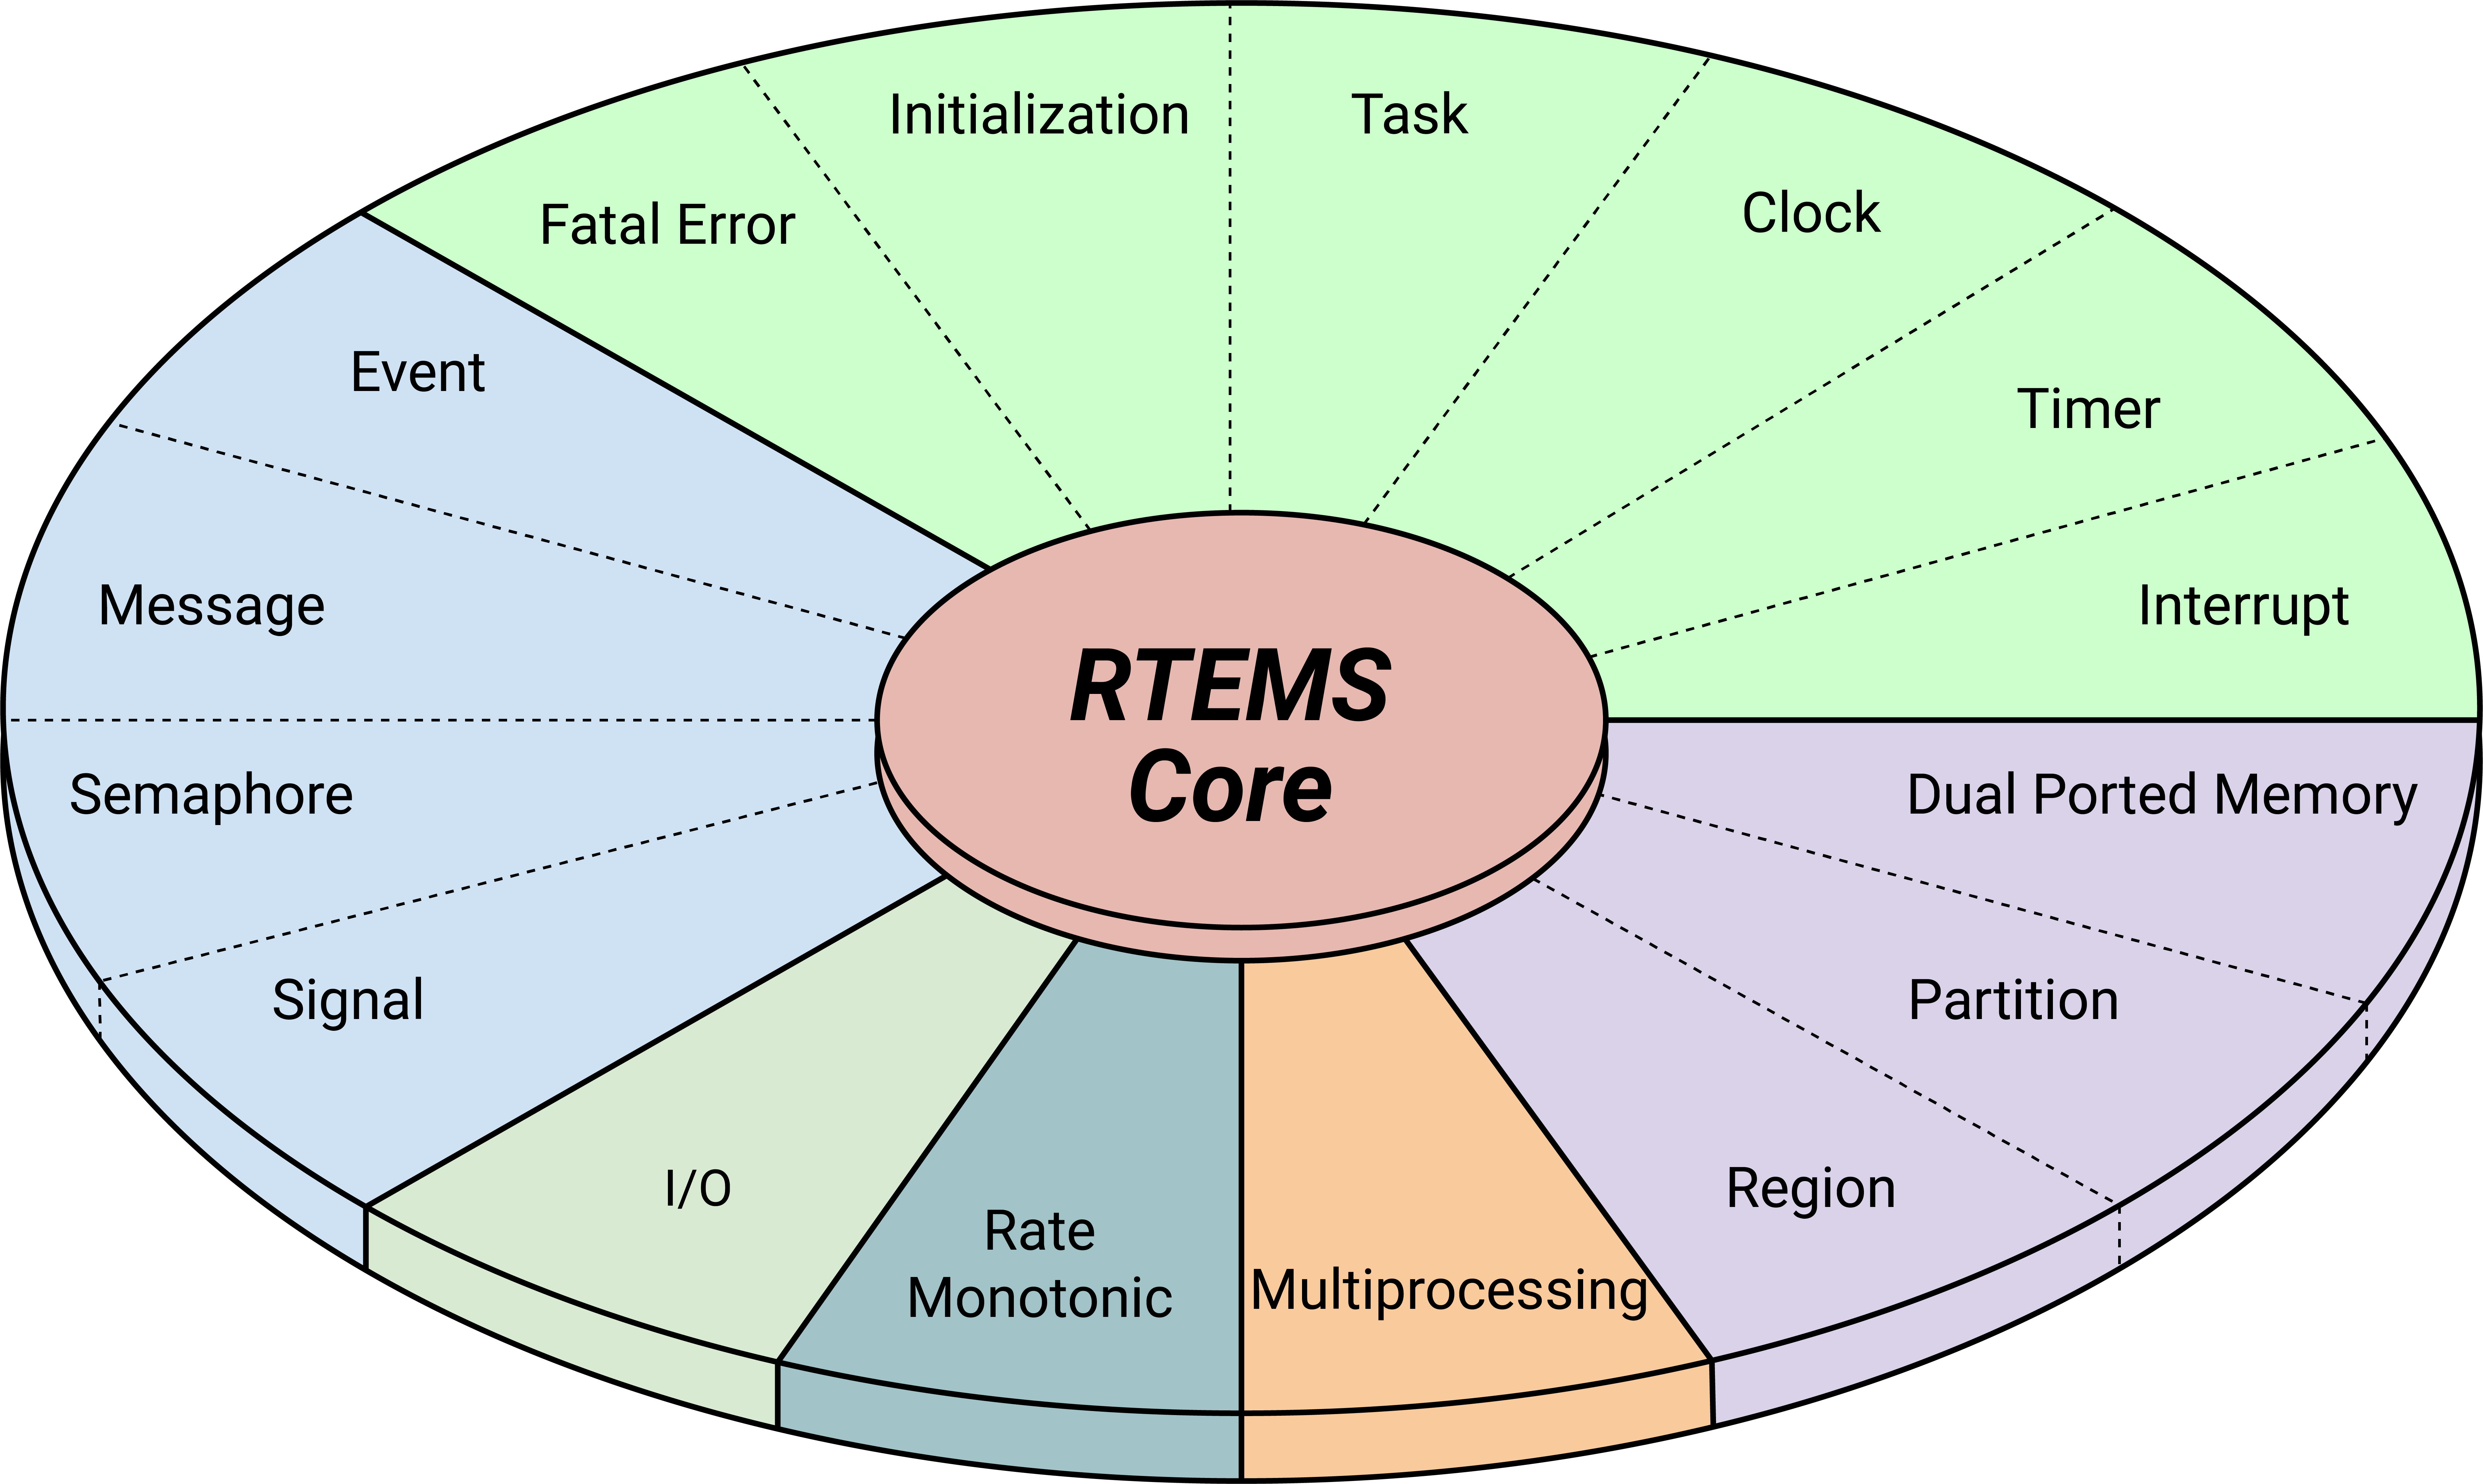 Initialization
Task
Fatal Error
Clock
Event
Timer
Message
Interrupt
RTEMS
Core
Semaphore
Dual Ported Memory
Signal
Partition
I/O
Region
Rate
Monotonic
Multiprocessing